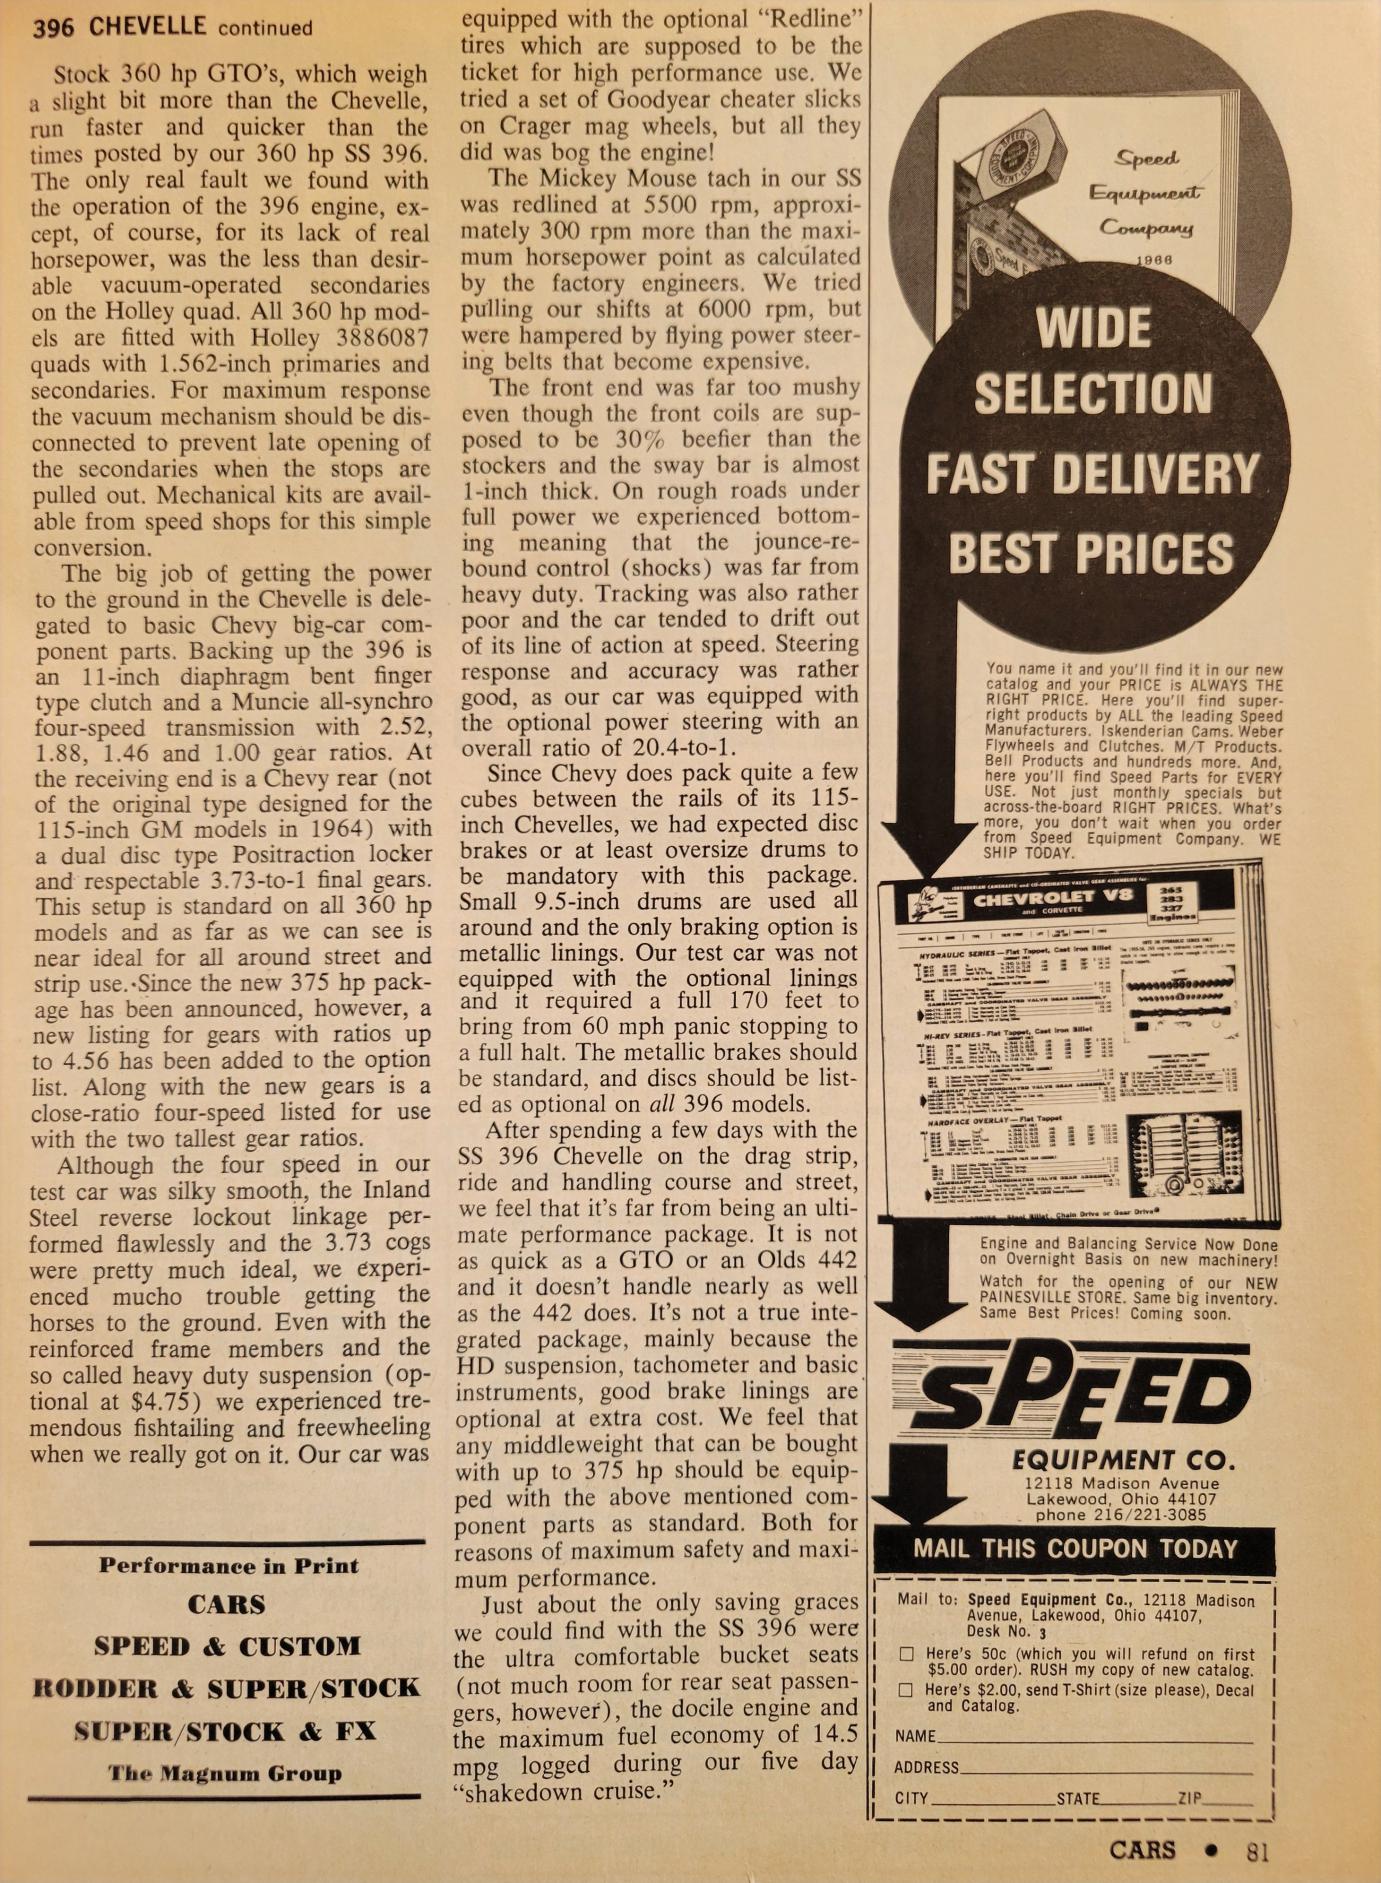 396 CHEVELLE continued
Stock 360 hp GTO's, which weigh
a slight bit more than the Chevelle,
run faster and quicker than the
times posted by our 360 hp SS 396.
The only real fault we found with
the operation of the 396 engine, ex-
cept, of course, for its lack of real
horsepower, was the less than desir-
able vacuum-operated secondaries
on the Holley quad. All 360 hp mod-
els are fitted with Holley 3886087
quads with 1.562-inch primaries and
secondaries. For maximum response
the vacuum mechanism should be dis-
connected to prevent late opening of
the secondaries when the stops are
pulled out. Mechanical kits are avail-
able from speed shops for this simple
conversion.
The big job of getting the power
to the ground in the Chevelle is dele-
gated to basic Chevy big-car com-
ponent parts. Backing up the 396 is
an 11-inch diaphragm bent finger
type clutch and a Muncie all-synchro
four-speed transmission with 2.52,
1.88, 1.46 and 1.00 gear ratios. At
the receiving end is a Chevy rear (not
of the original type designed for the
115-inch GM models in 1964) with
a dual disc type Positraction locker
and respectable 3.73-to-1 final gears.
This setup is standard on all 360 hp
models and as far as we can see is
near ideal for all around street and
strip use. Since the new 375 hp pack-
age has been announced, however, a
new listing for gears with ratios up
to 4.56 has been added to the option
list. Along with the new gears is a
close-ratio four-speed listed for use
with the two tallest gear ratios.
Although the four speed in our
test car was silky smooth, the Inland
Steel reverse lockout linkage per-
formed flawlessly and the 3.73 cogs
were pretty much ideal, we experi-
enced mucho trouble getting the
horses to the ground. Even with the
reinforced frame members and the
so called heavy duty suspension (op-
tional at $4.75) we experienced tre-
mendous fishtailing and freewheeling
when we really got on it. Our car was
Performance in Print
CARS
SPEED & CUSTOM
RODDER & SUPER/STOCK
SUPER/STOCK & FX
The Magnum Group
equipped with the optional "Redline"
tires which are supposed to be the
ticket for high performance use. We
tried a set of Goodyear cheater slicks
on Crager mag wheels, but all they
did was bog the engine!
The Mickey Mouse tach in our SS
was redlined at 5500 rpm, approxi-
mately 300 rpm more than the maxi-
mum horsepower point as calculated
by the factory engineers. We tried
pulling our shifts at 6000 rpm, but
were hampered by flying power steer-
ing belts that become expensive.
The front end was far too mushy
even though the front coils are sup-
posed to be 30% beefier than the
stockers and the sway bar is almost
1-inch thick. On rough roads under
full power we experienced bottom-
ing meaning that the jounce-re-
bound control (shocks) was far from
heavy duty. Tracking was also rather
poor and the car tended to drift out
of its line of action at speed. Steering
response and accuracy was rather
good, as our car was equipped with
the optional power steering with an
overall ratio of 20.4-to-1.
Since Chevy does pack quite a few
cubes between the rails of its 115-
inch Chevelles, we had expected disc
brakes or at least oversize drums to
be mandatory with this package.
Small 9.5-inch drums are used all
around and the only braking option is
metallic linings. Our test car was not
equipped with the optional linings
and it required a full 170 feet to
bring from 60 mph panic stopping to
a full halt. The metallic brakes should
be standard, and discs should be list-
ed as optional on all 396 models.
After spending a few days with the
SS 396 Chevelle on the drag strip,
ride and handling course and street,
we feel that it's far from being an ulti-
mate performance package. It is not
as quick as a GTO or an Olds 442
and it doesn't handle nearly as well
as the 442 does. It's not a true inte-
grated package, mainly because the
HD suspension, tachometer and basic
instruments, good brake linings are
optional at extra cost. We feel that
any middleweight that can be bought
with up to 375 hp should be equip-
ped with the above mentioned com-
ponent parts as standard. Both for
reasons of maximum safety and maxi-
mum performance.
Just about the only saving graces
we could find with the SS 396 were
the ultra comfortable bucket seats
(not much room for rear seat passen-
gers, however), the docile engine and
the maximum fuel economy of 14.5
mpg logged during our five day
"shakedown cruise."
Speed
Equipment
Company
1966
WIDE
SELECTION
FAST DELIVERY
BEST PRICES
You name it and you'll find it in our new
catalog and your PRICE is ALWAYS THE
RIGHT PRICE. Here you'll find super-
right products by ALL the leading Speed
Manufacturers. Iskenderian Cams. Weber
Flywheels and Clutches. M/T Products.
Bell Products and hundreds more. And,
here you'll find Speed Parts for EVERY
USE. Not just monthly specials but
across-the-board RIGHT PRICES. What's
more, you don't wait when you order
from Speed Equipment Company. WE
SHIP TODAY.
ISKENDERIAN CAMSHAFTS and CO-ORDINATED VALVE GEAR ASSEMBLIES for
CHEVROLET V8
and CORVETTE
265
283
327
Engines
HYDRAULIC SERIES—Flat Tappet, Cast Iron Billet
HI-REV SERIES—Flat Tappet, Cast Iron Billet
HARDFACE OVERLAY—Flat Tappet
Steel Billet, Chain Drive or Gear Drive
Engine and Balancing Service Now Done
on Overnight Basis on new machinery!
Watch for the opening of our NEW
PAINESVILLE STORE. Same big inventory.
Same Best Prices! Coming soon.
SPEED
EQUIPMENT CO.
12118 Madison Avenue
Lakewood, Ohio 44107
phone 216/221-3085
MAIL THIS COUPON TODAY
Mail to: Speed Equipment Co., 12118 Madison
Avenue, Lakewood, Ohio 44107,
Desk No. 3
Here's 50c (which you will refund on first
$5.00 order). RUSH my copy of new catalog.
Here's $2.00, send T-Shirt (size please), Decal
and Catalog.
NAME
ADDRESS
CITY STATE ZIP
CARS • 81